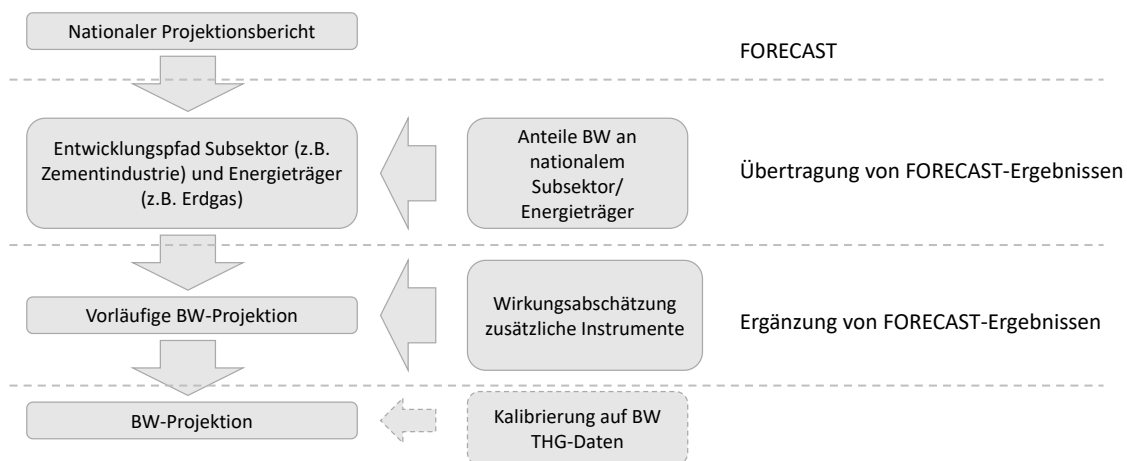 Nationaler Projektionsbericht
FORECAST
Entwicklungspfad Subsektor (z.B.
Zementindustrie) und Energieträger
(z.B. Erdgas)
Anteile BW an
nationalem
Subsektor/
Energieträger
Übertragung von FORECAST-Ergebnissen
Vorläufige BW-Projektion
Wirkungsabschätzung
zusätzliche Instrumente
Ergänzung von FORECAST-Ergebnissen
BW-Projektion
Kalibrierung auf BW
THG-Daten